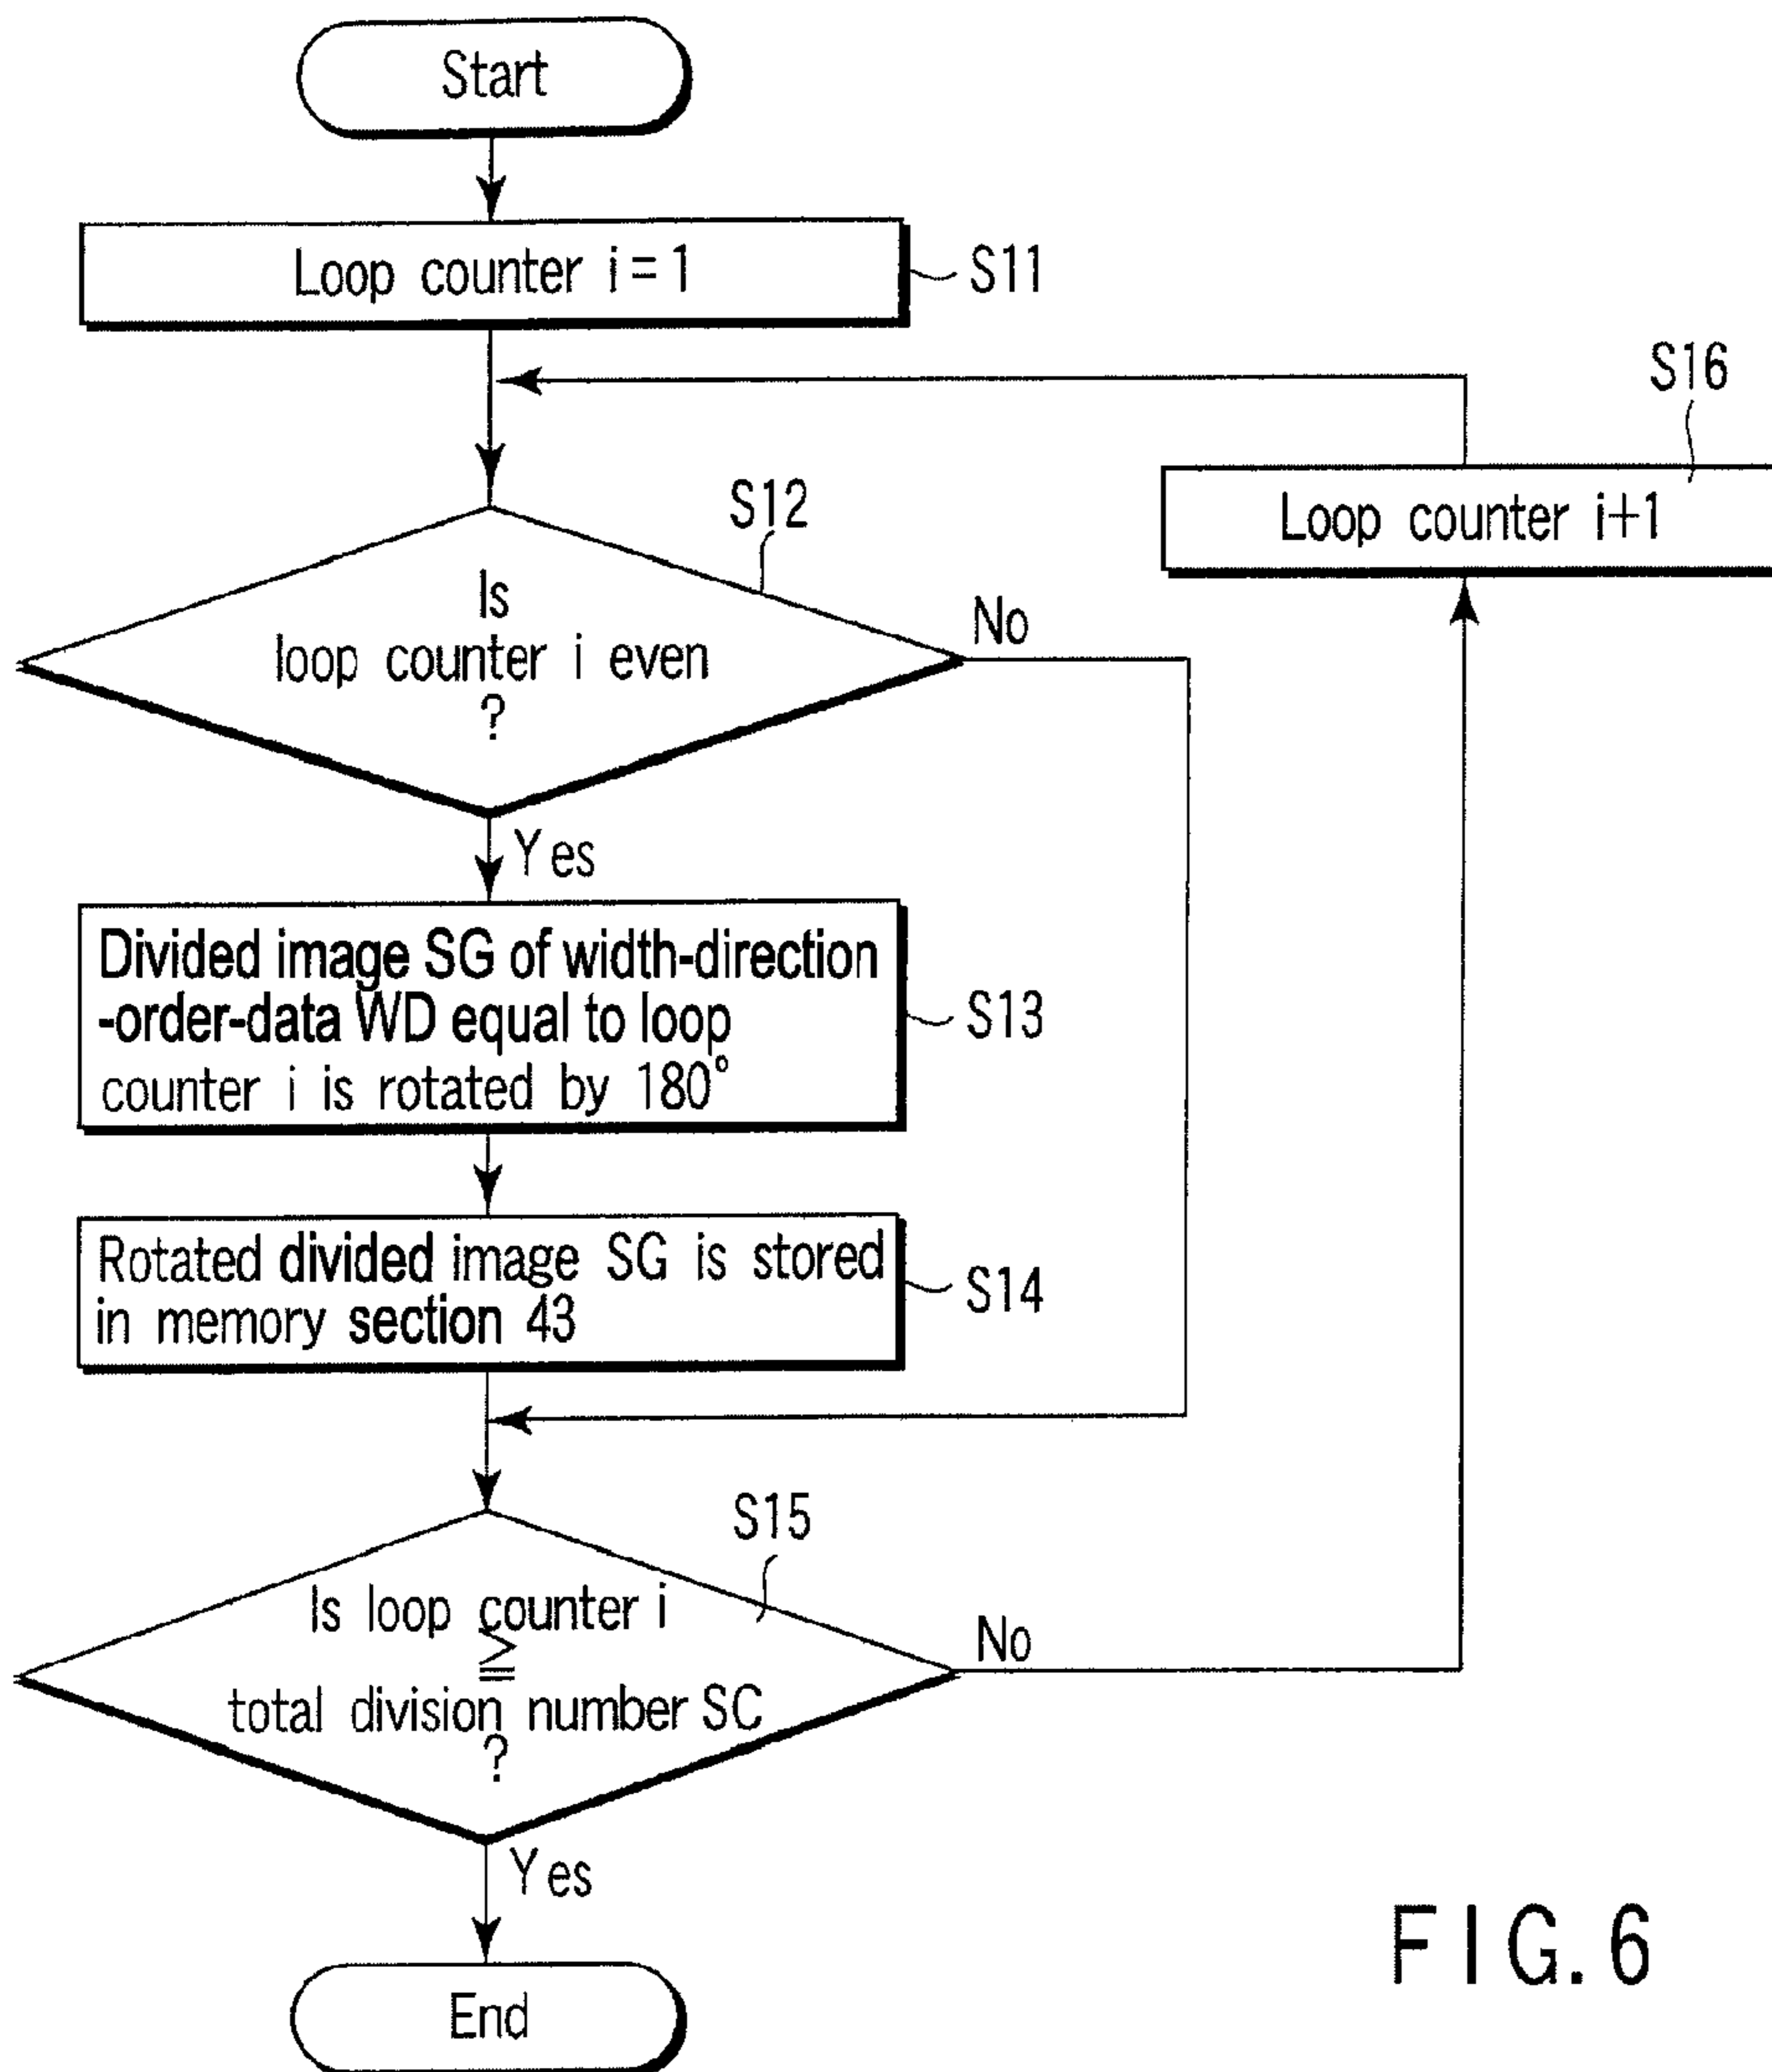 Start
Loop counter i = 1
S11
S16
Loop counter i+1
S12
Is
loop counter i even
?
No
Yes
Divided image SG of width-direction
-order-data WD equal to loop
counter i is rotated by 180°
S13
Rotated divided image SG is stored
in memory section 43
S14
S15
Is loop counter i
≧
total division number SC
?
No
Yes
End
FIG. 6